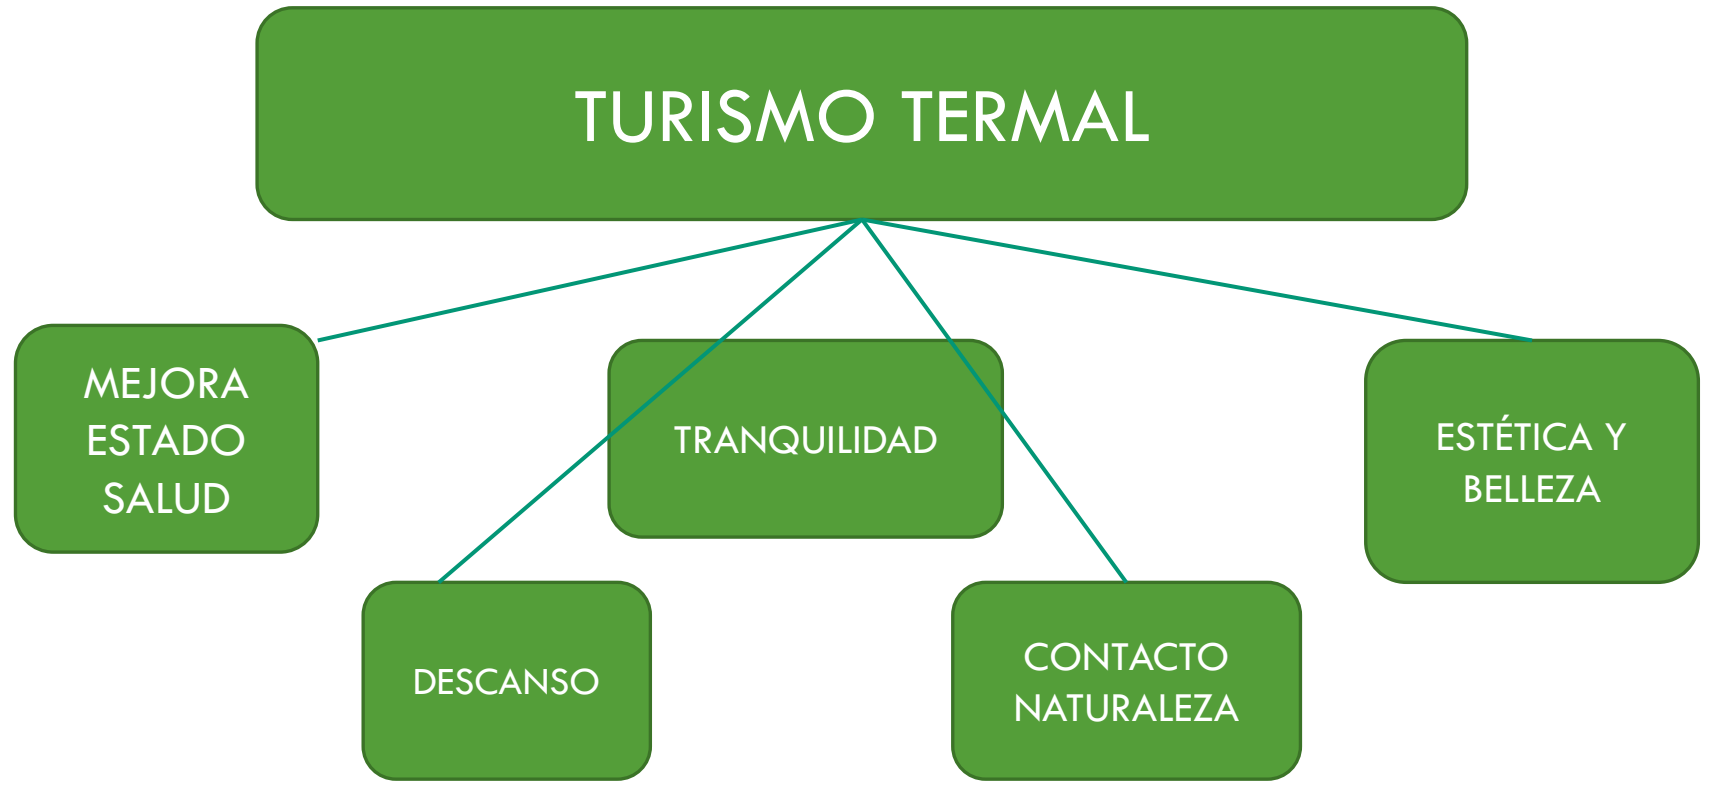 TURISMO TERMAL
MEJORA
ESTADO
SALUD
TRANQUILIDAD
ESTÉTICA Y
BELLEZA
DESCANSO
CONTACTO
NATURALEZA